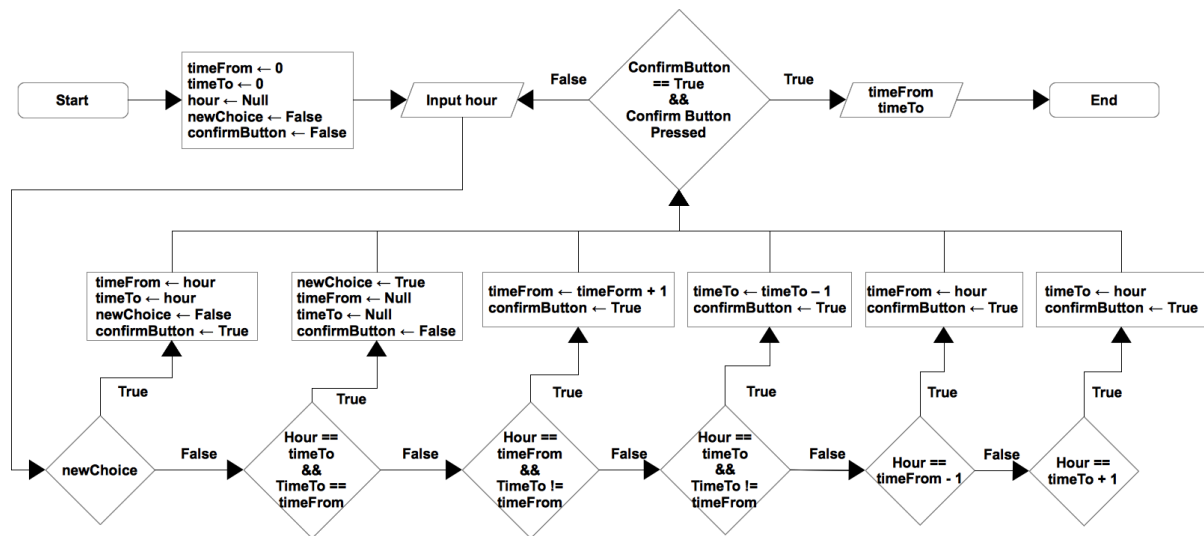 Start
timeFrom ← 0
timeTo ← 0
hour ← Null
newChoice ← False
confirmButton ← False
Input hour
False
ConfirmButton
== True
&&
Confirm Button
Pressed
True
timeFrom
timeTo
End
timeFrom ← hour
timeTo ← hour
newChoice ← False
confirmButton ← True
newChoice ← True
timeFrom ← Null
timeTo ← Null
confirmButton ← False
timeFrom ← timeForm + 1
confirmButton ← True
timeTo ← timeTo – 1
confirmButton ← True
timeFrom ← hour
confirmButton ← True
timeTo ← hour
confirmButton ← True
True
True
True
True
True
True
newChoice
False
Hour ==
timeTo
&&
TimeTo ==
timeFrom
False
Hour ==
timeFrom
&&
TimeTo !=
timeFrom
False
Hour ==
timeTo
&&
TimeTo !=
timeFrom
False
Hour ==
timeFrom - 1
False
Hour ==
timeTo + 1